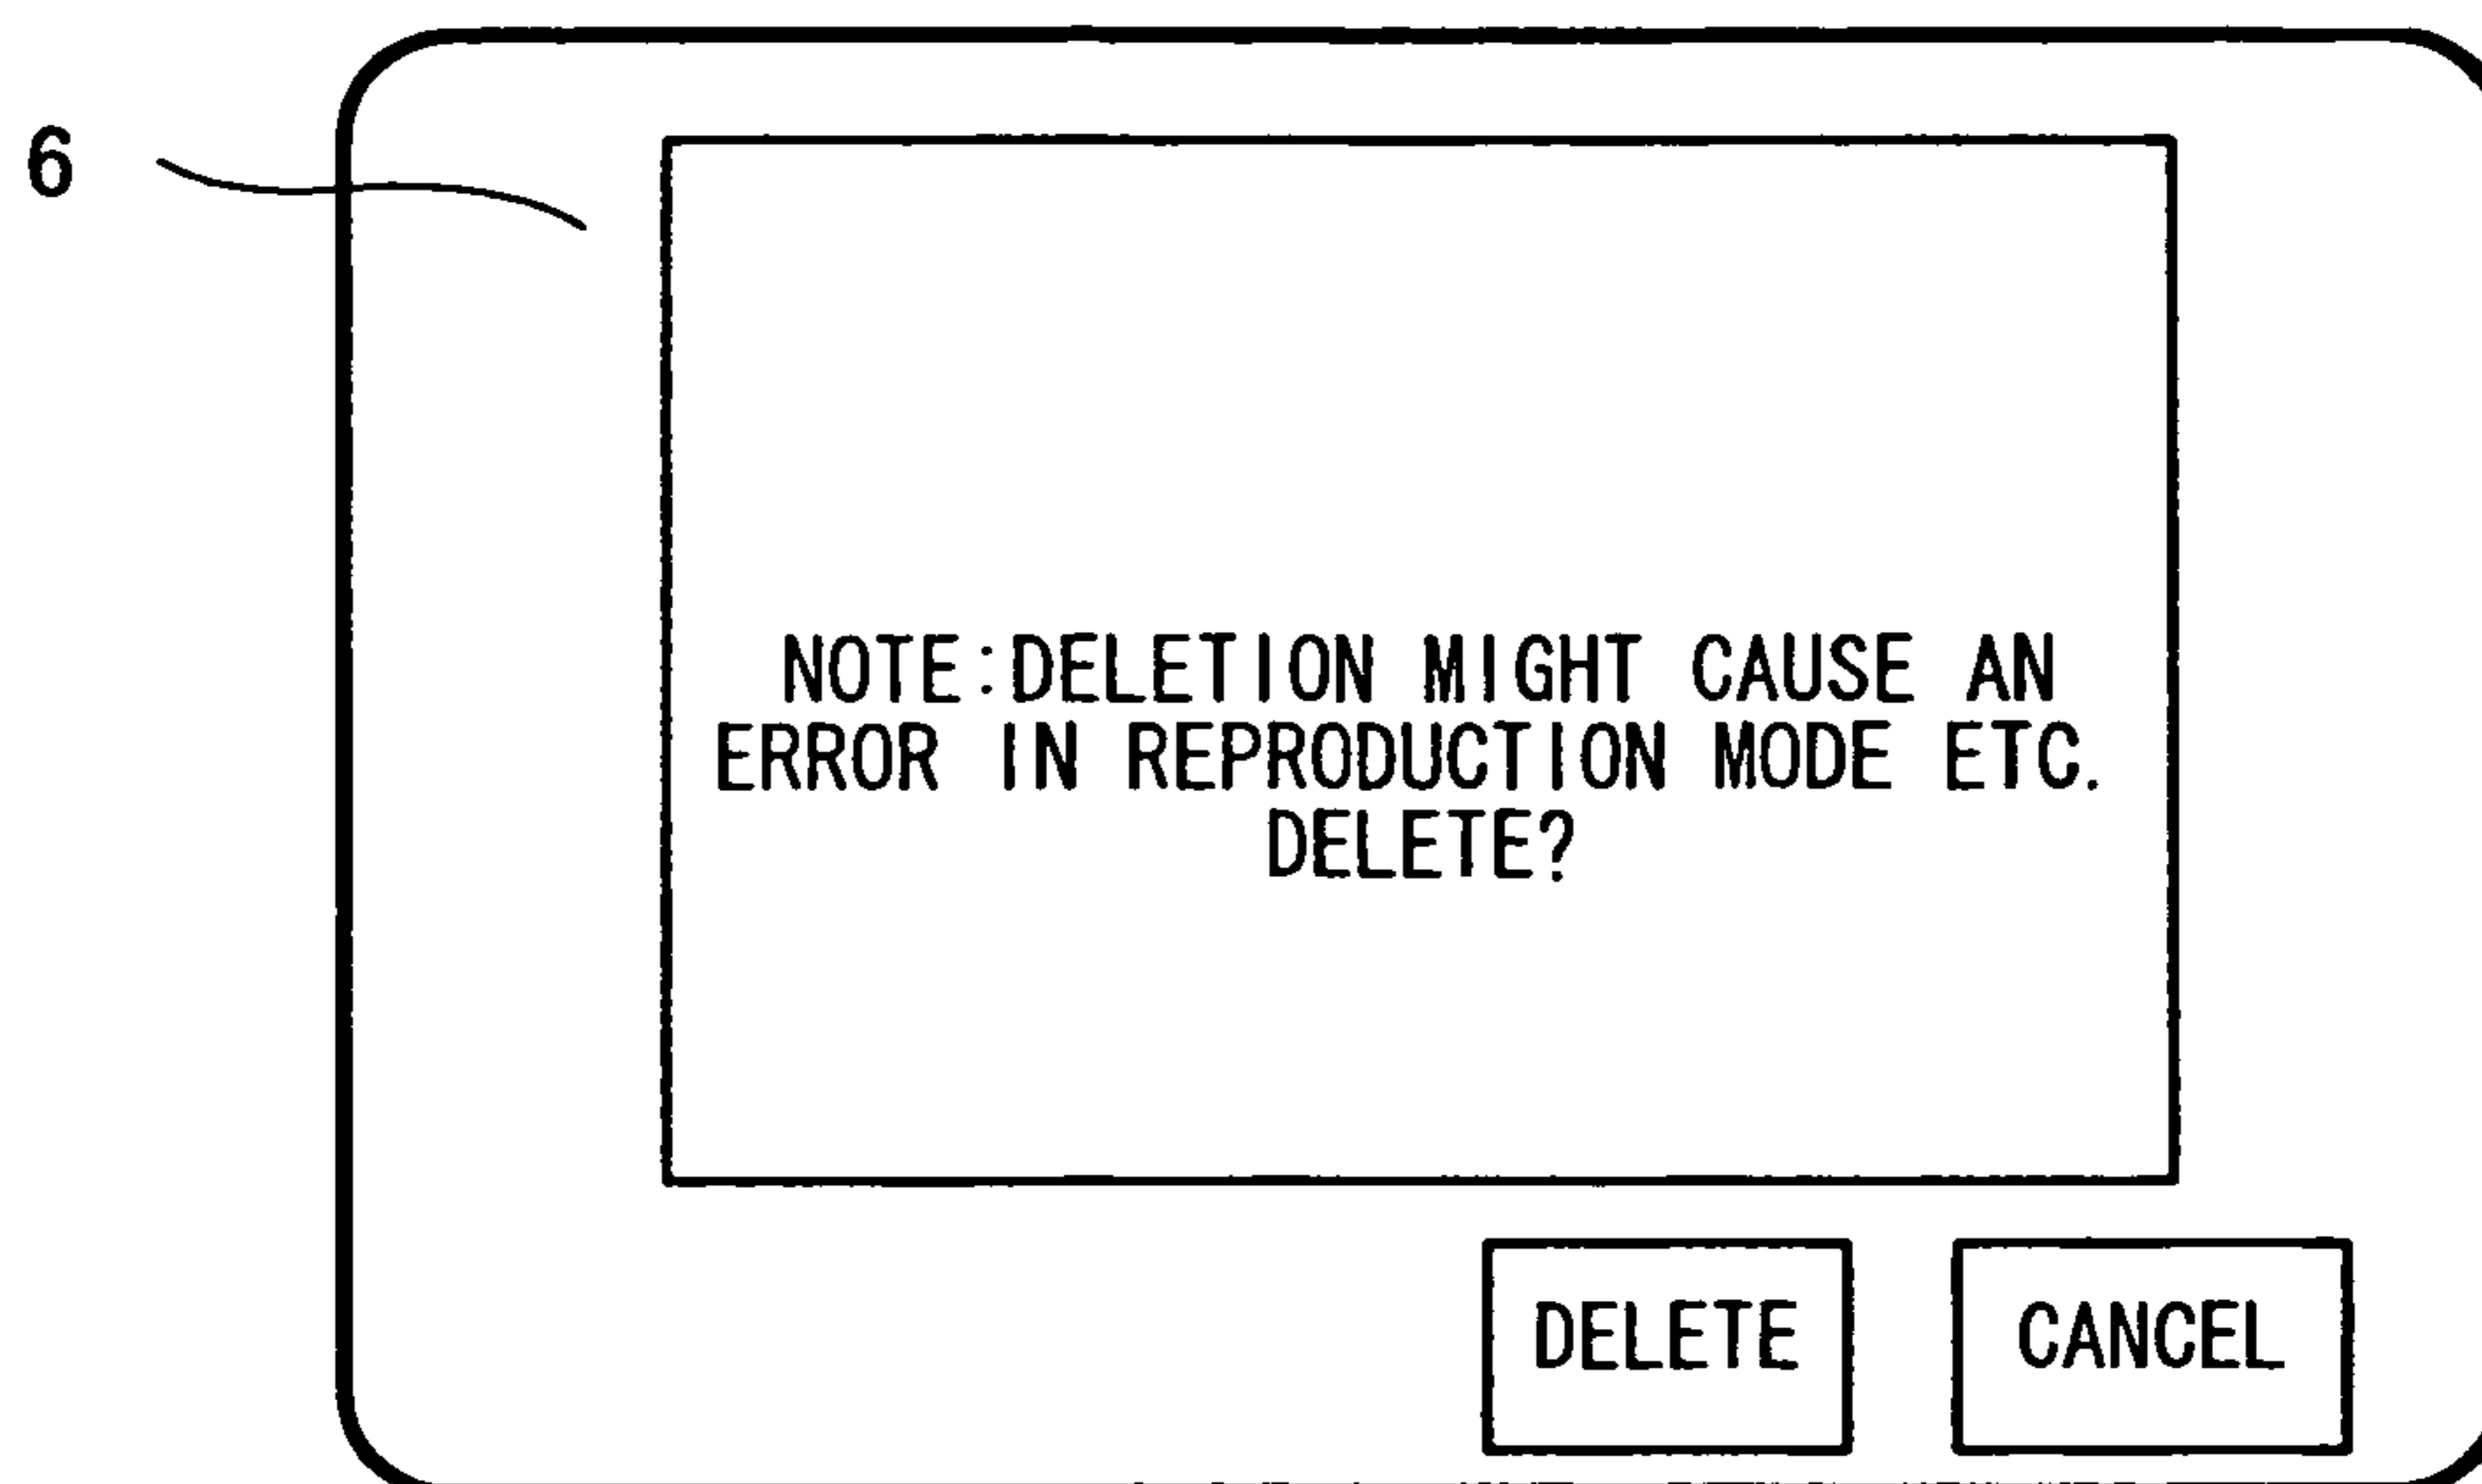 6
NOTE:DELETION MIGHT CAUSE AN
ERROR IN REPRODUCTION MODE ETC.
DELETE?
DELETE
CANCEL